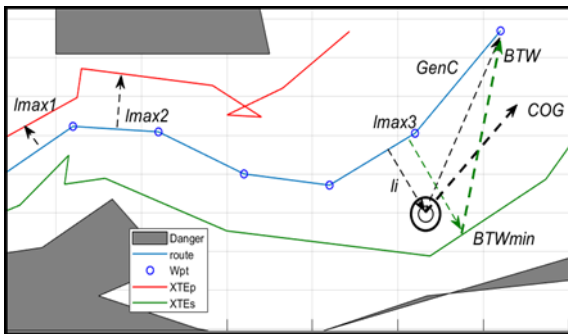 GenC
BTW
lmax1
lmax2
lmax3
COG
li
BTWmin
Danger
route
Wpt
XTEp
XTEs